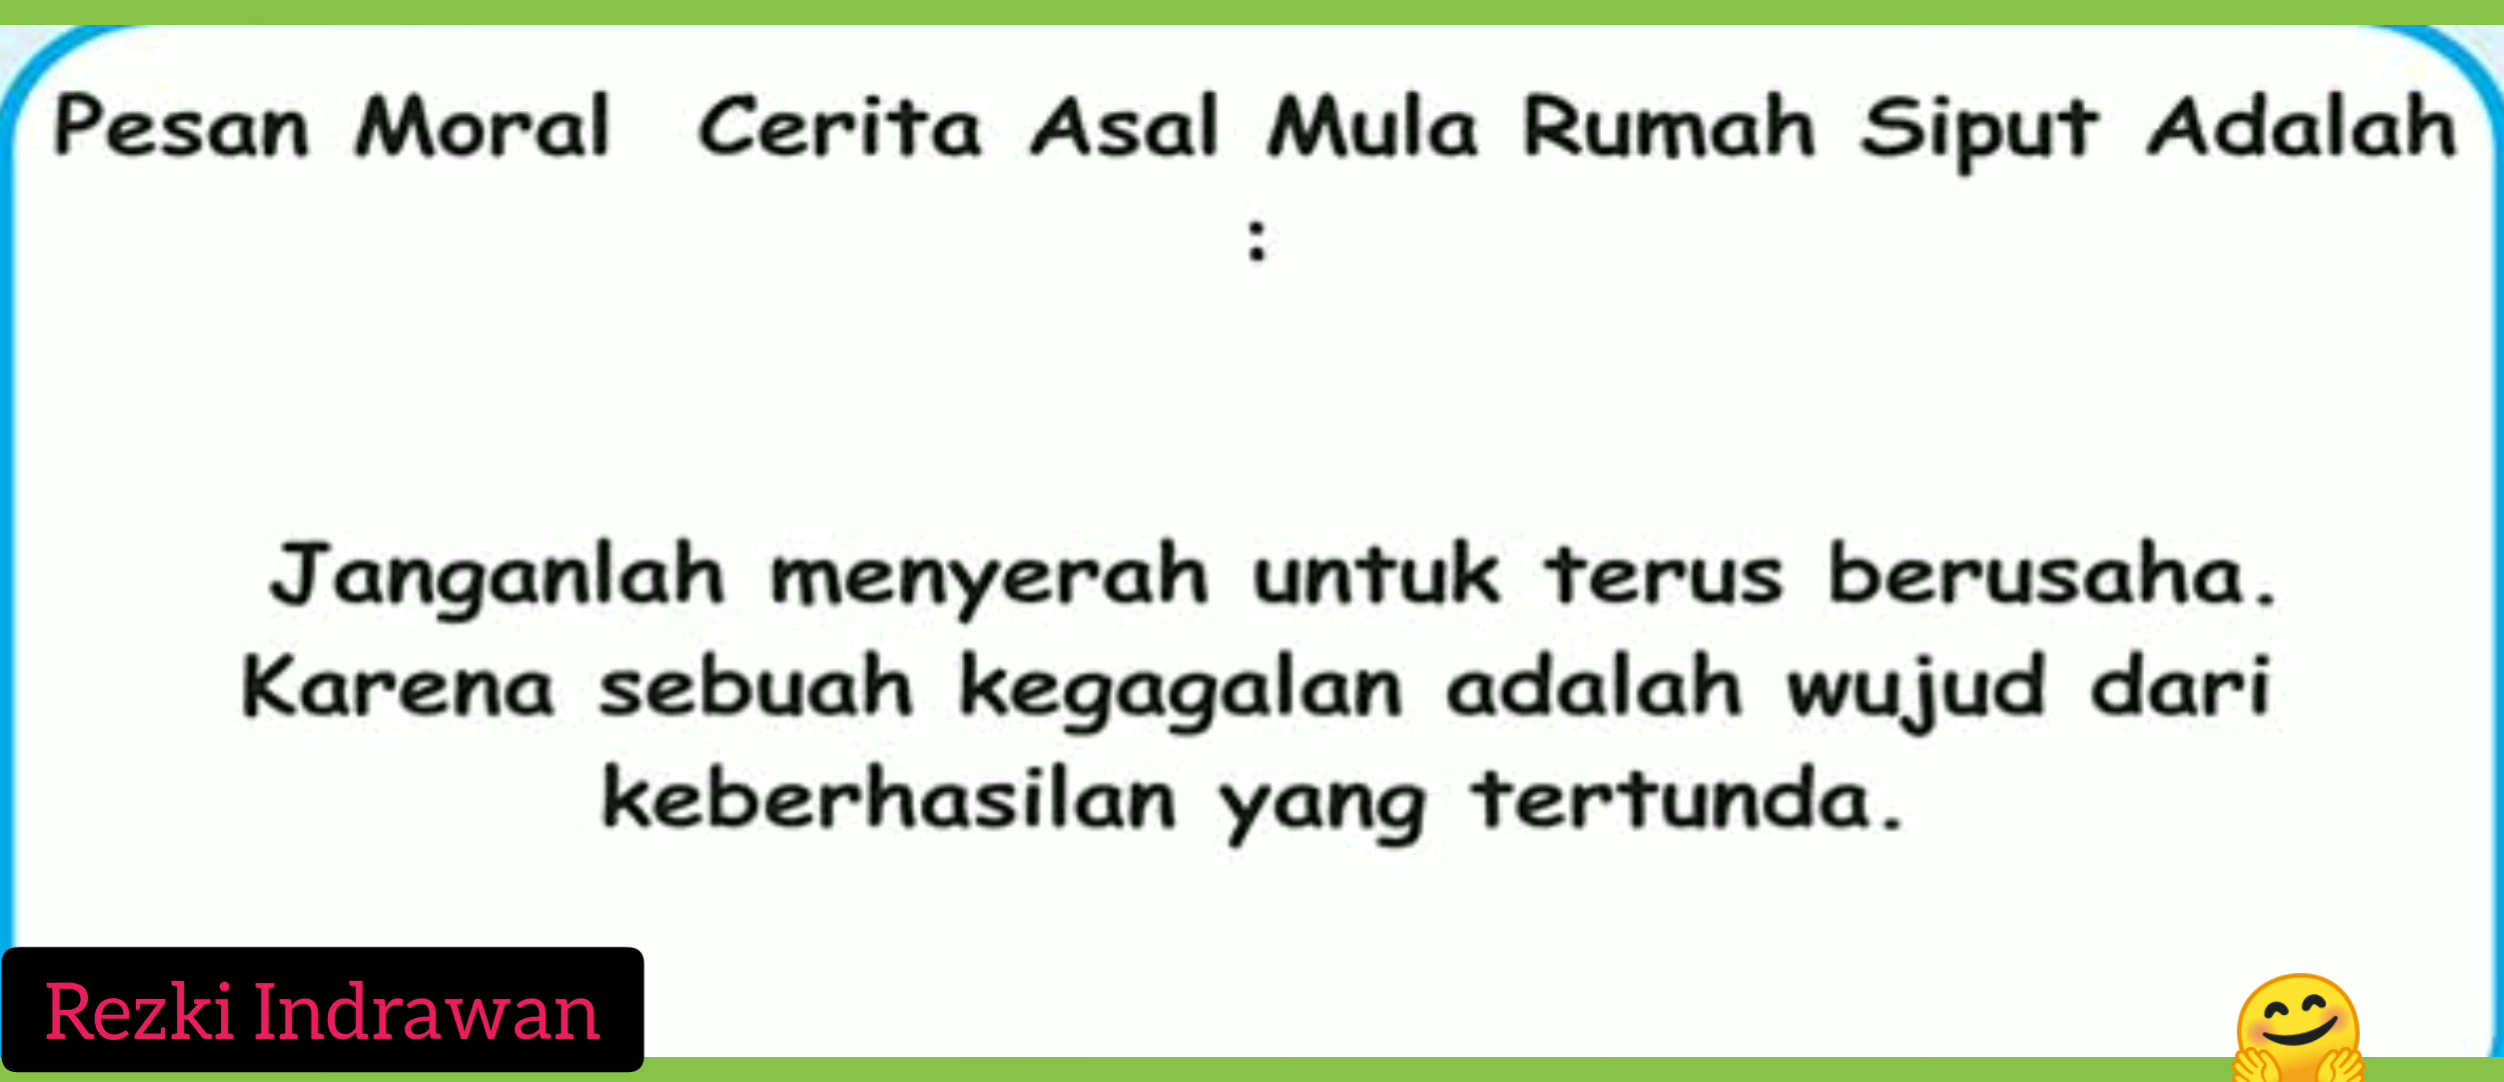 Pesan Moral Cerita Asal Mula Rumah Siput Adalah
:
Janganlah menyerah untuk terus berusaha.
Karena sebuah kegagalan adalah wujud dari
keberhasilan yang tertunda.
Rezki Indrawan